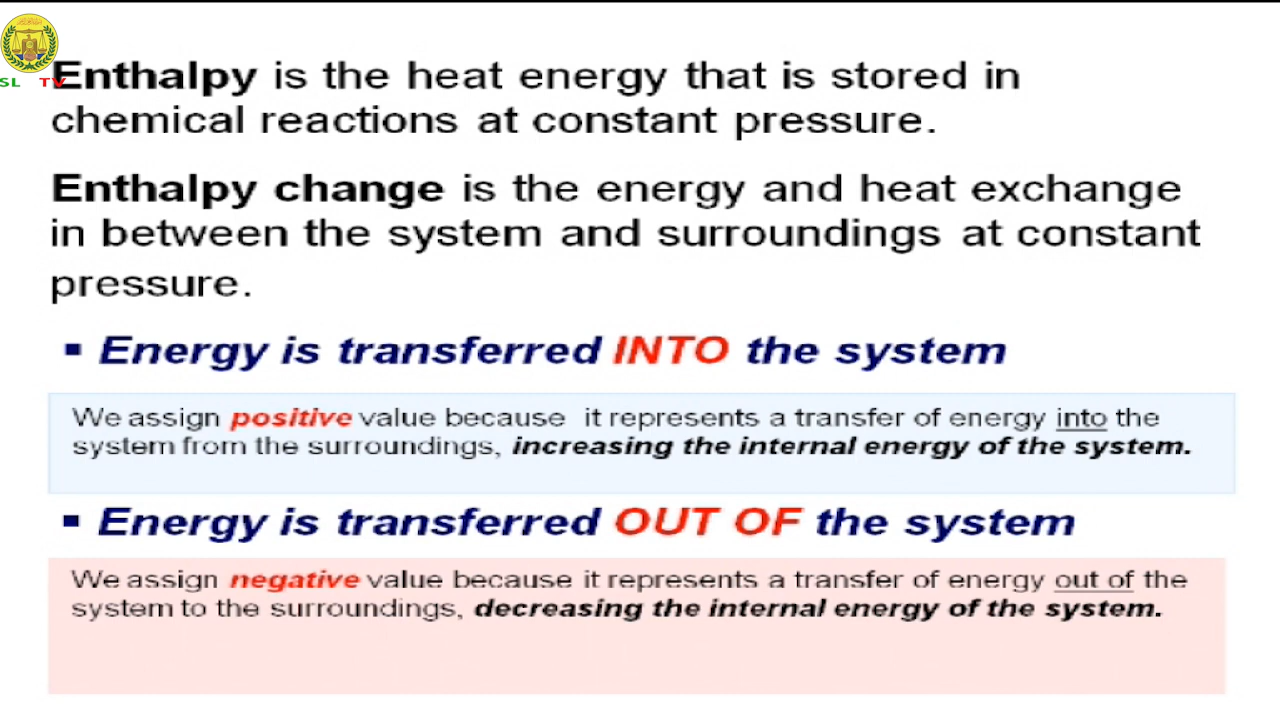 SL TV
Enthalpy is the heat energy that is stored in
chemical reactions at constant pressure.
Enthalpy change is the energy and heat exchange
in between the system and surroundings at constant
pressure.
▪ Energy is transferred INTO the system
We assign positive value because it represents a transfer of energy into the
system from the surroundings, increasing the internal energy of the system.
▪ Energy is transferred OUT OF the system
We assign negative value because it represents a transfer of energy out of the
system to the surroundings, decreasing the internal energy of the system.